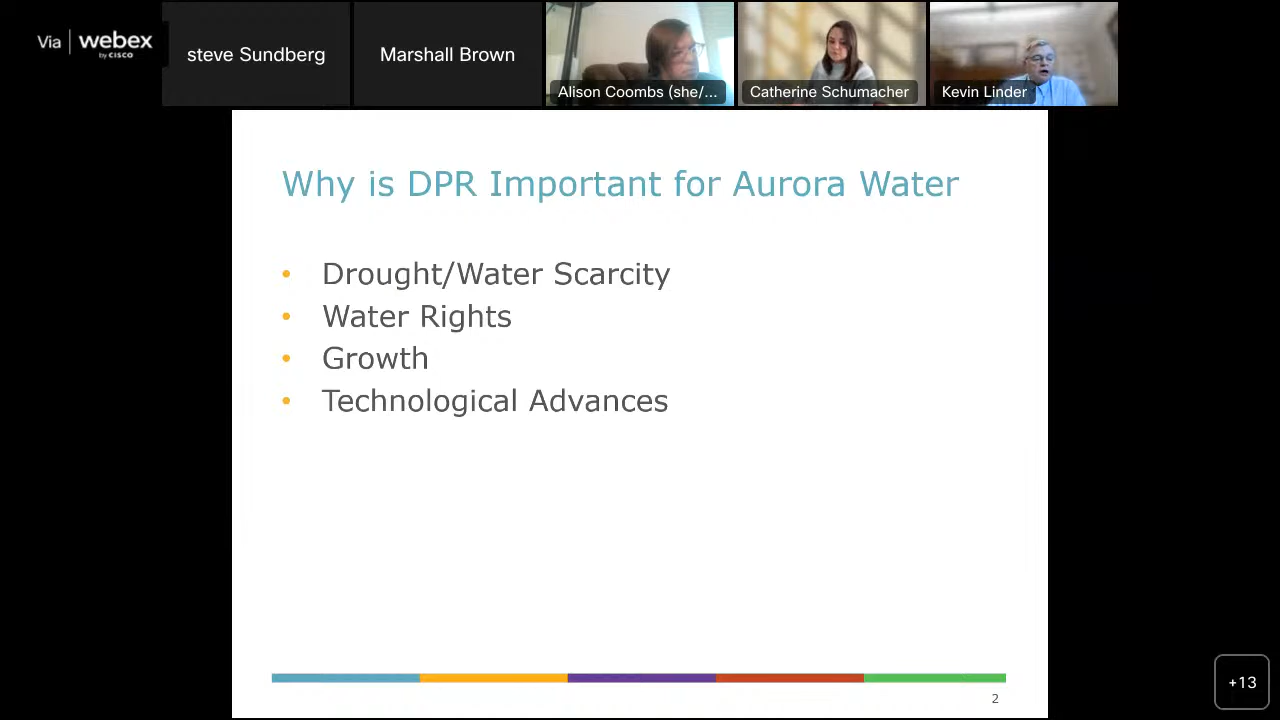 Via webex
by CISCO
steve Sundberg
Marshall Brown
Alison Coombs (she/...
Catherine Schumacher
Kevin Linder
Why is DPR Important for Aurora Water
• Drought/Water Scarcity
• Water Rights
• Growth
• Technological Advances
2
+13